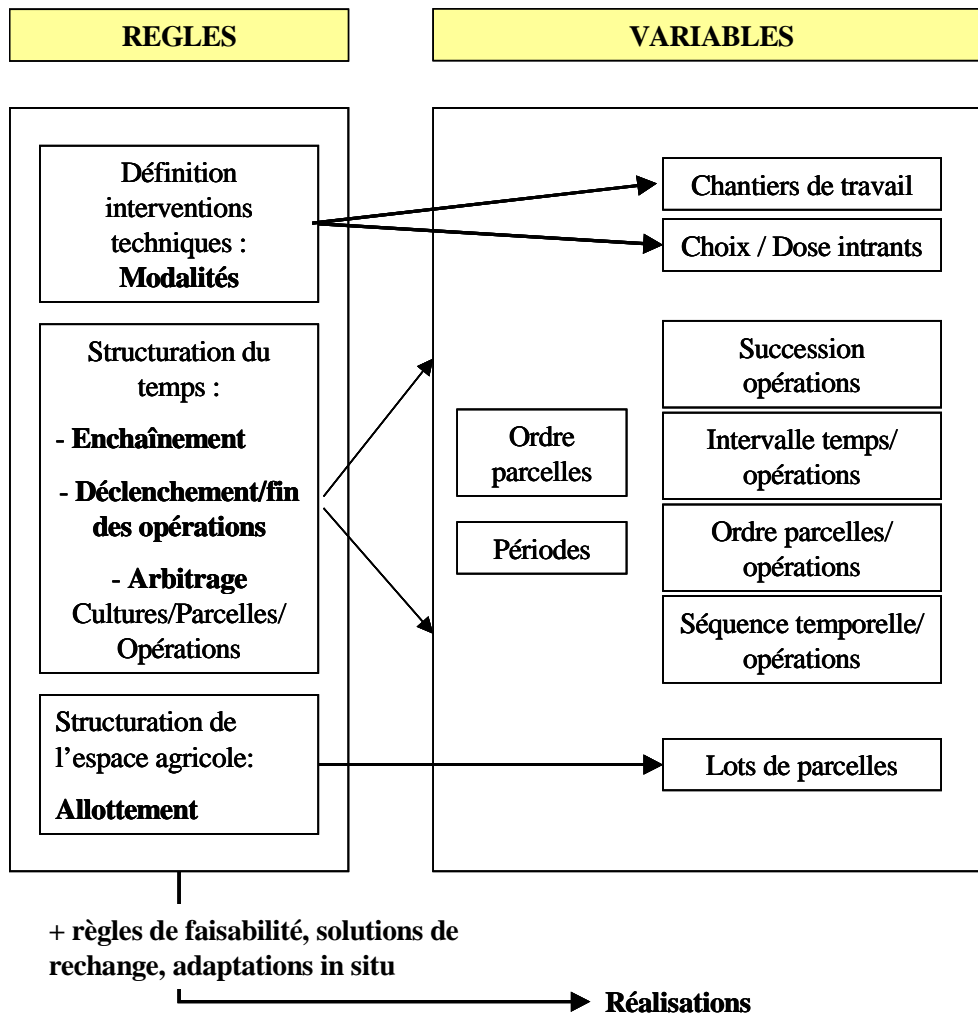 REGLES
VARIABLES
Définition
interventions
techniques :
Modalités
Structuration du
temps :
- Enchaînement
- Déclenchement/fin
des opérations
- Arbitrage
Cultures/Parcelles/
Opérations
Structuration de
l’espace agricole:
Allottement
Chantiers de travail
Choix / Dose intrants
Ordre
parcelles
Périodes
Succession
opérations
Intervalle temps/
opérations
Ordre parcelles/
opérations
Séquence temporelle/
opérations
Lots de parcelles
+ règles de faisabilité, solutions de
rechange, adaptations in situ
Réalisations